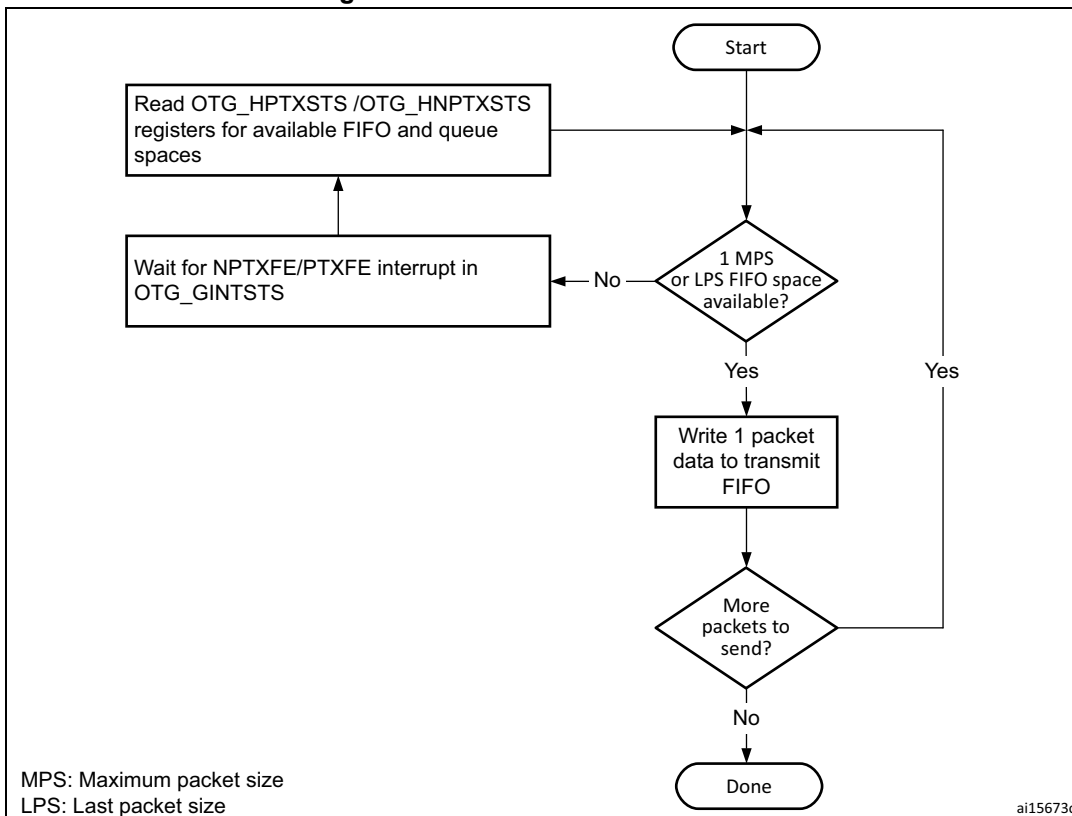 Start
Read OTG_HPTXSTS /OTG_HNPTXSTS
registers for available FIFO and queue
spaces
Wait for NPTXFE/PTXFE interrupt in
OTG_GINTSTS
No
1 MPS
or LPS FIFO space
available?
Yes
Yes
Write 1 packet
data to transmit
FIFO
More
packets to
send?
No
Done
MPS: Maximum packet size
LPS: Last packet size